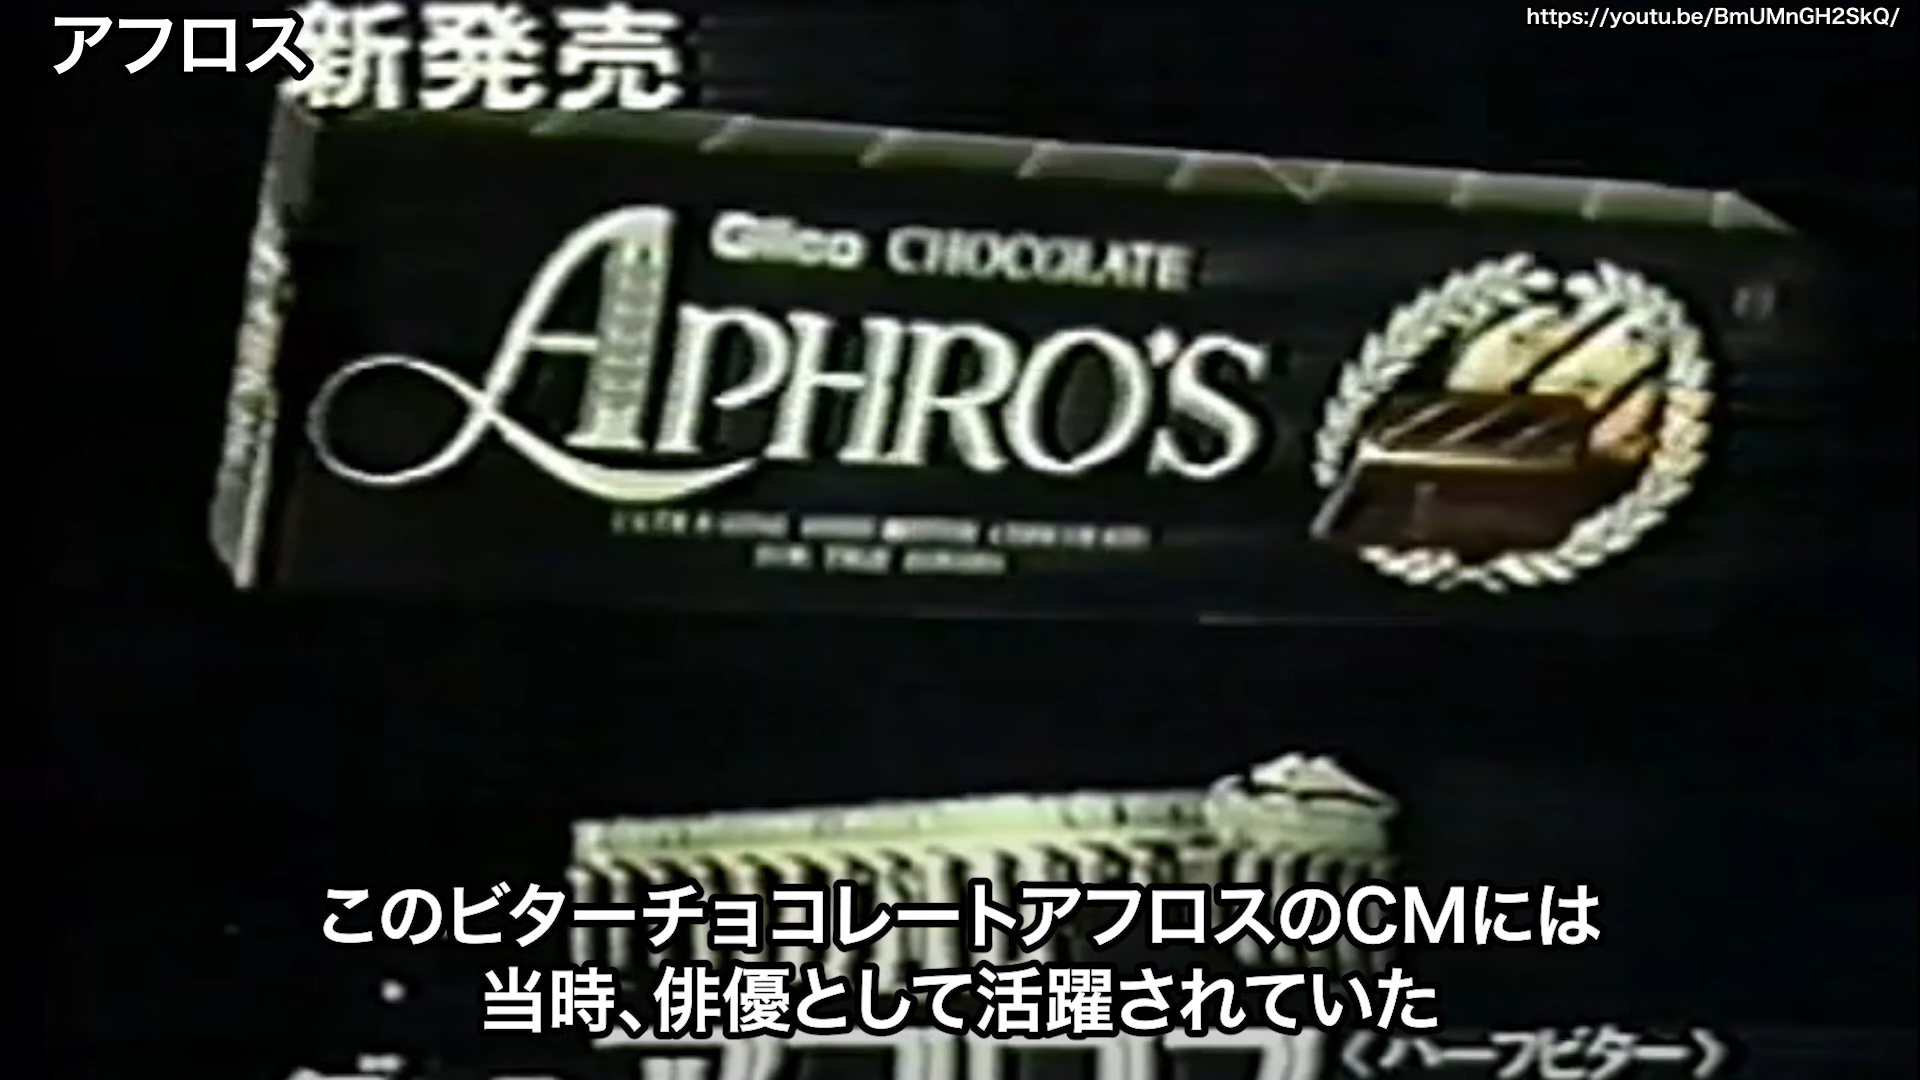 https://youtu.be/BmUMnGH2SkQ/
アフロス
新発売
Glico CHOCOLATE
APHRO'S
このビターチョコレートアフロスのCMには
当時、俳優として活躍されていた
〈ハーフビター〉